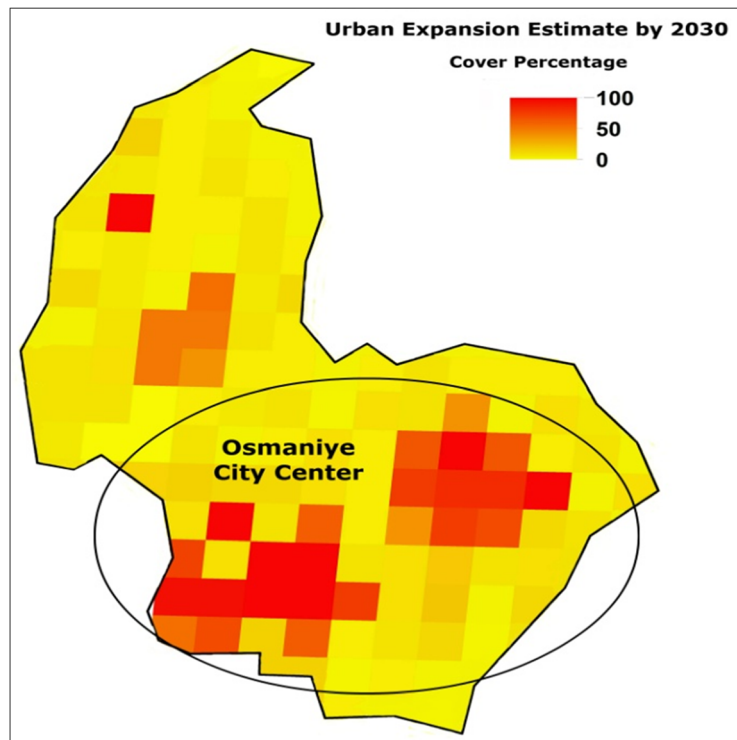 Urban Expansion Estimate by 2030
Cover Percentage
100
50
0
Osmaniye
City Center